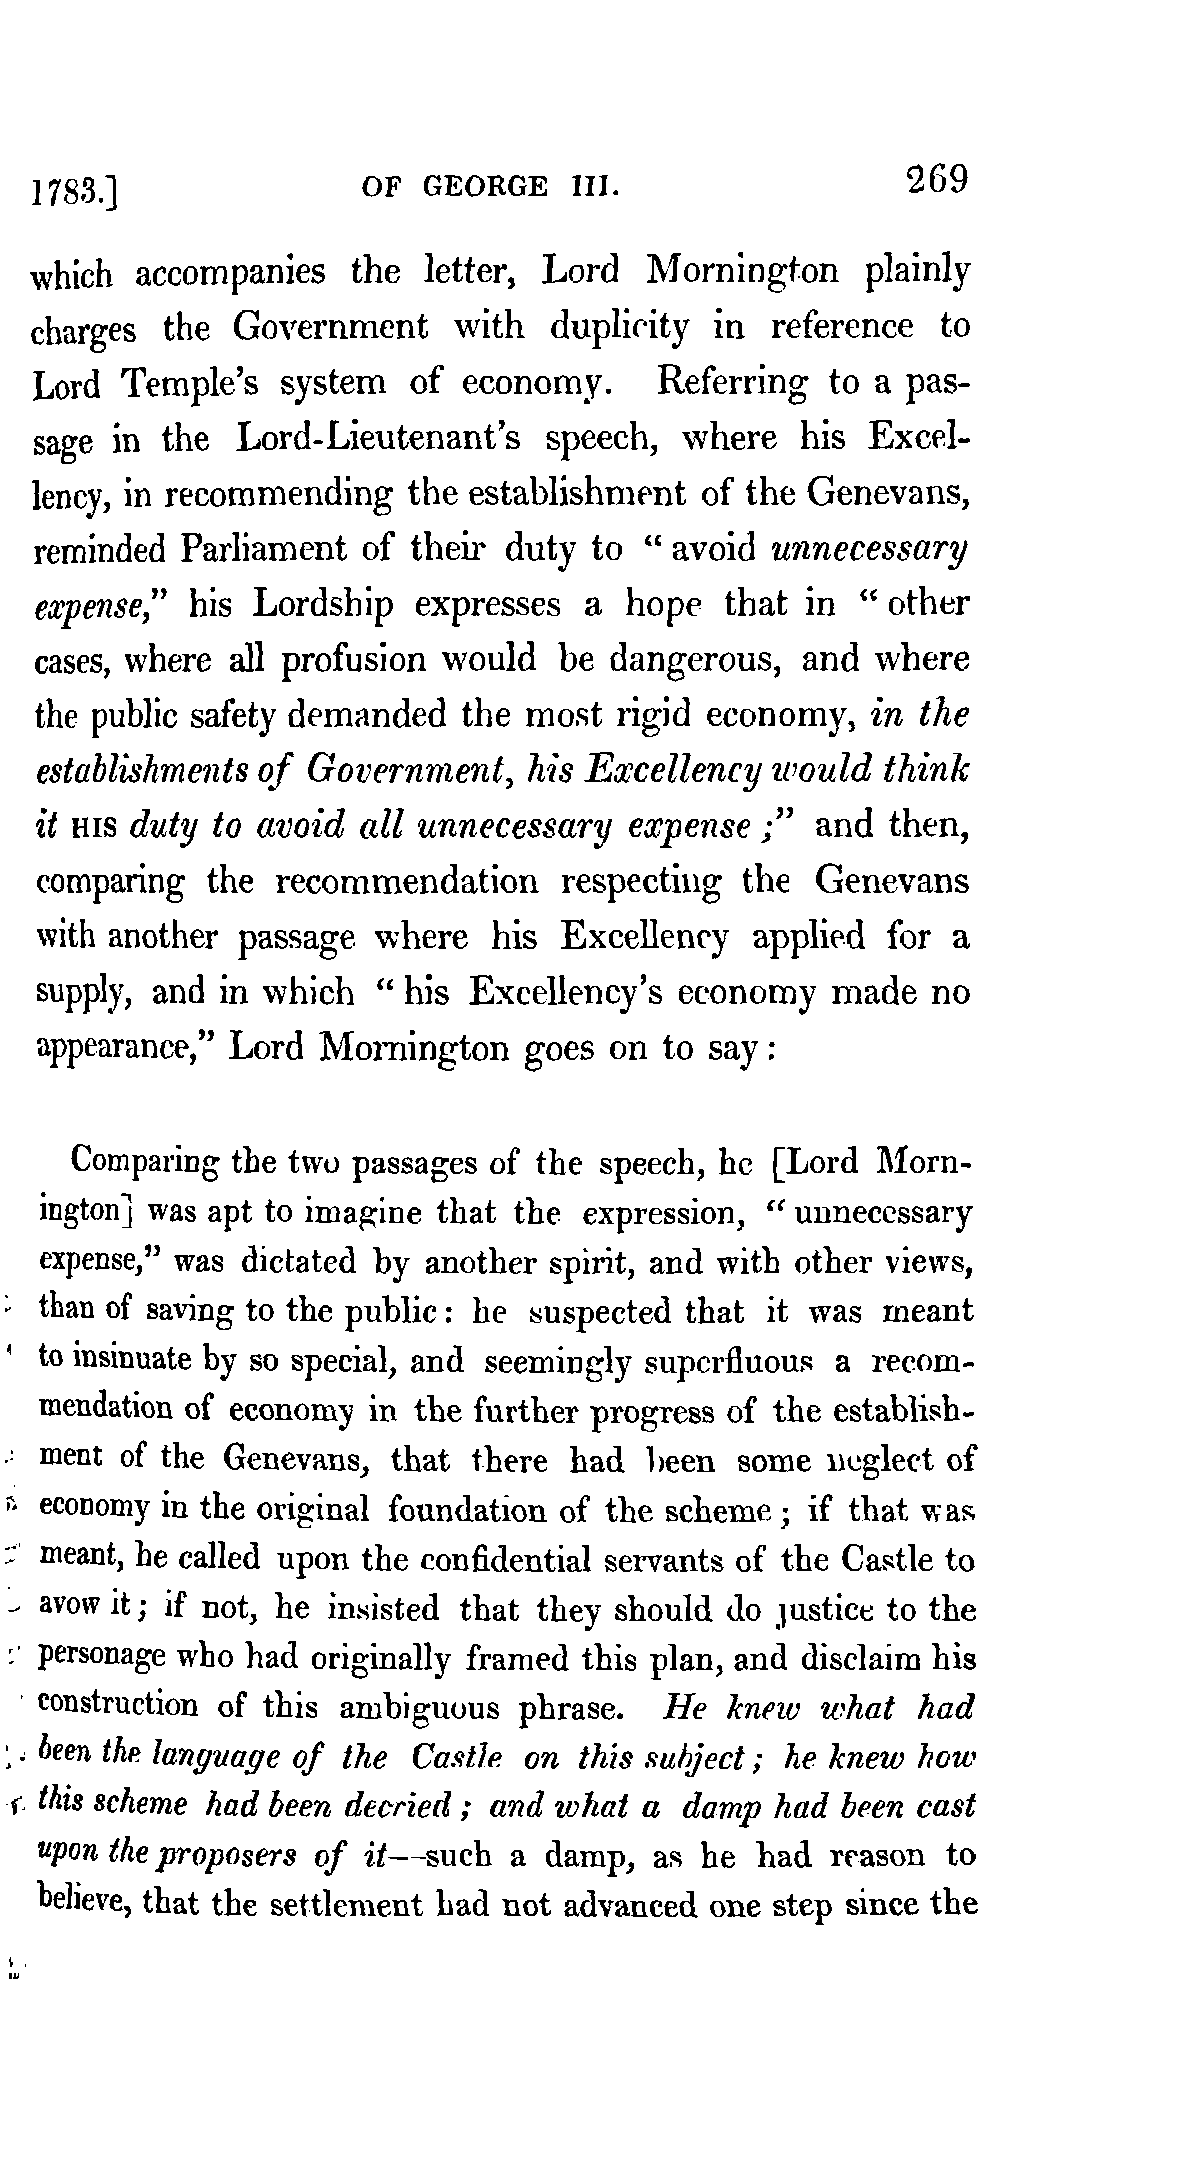 1783.] OF GEORGE III. 269
which accompanies the letter, Lord Mornington plainly
charges the Government with duplicity in reference to
Lord Temple's system of economy. Referring to a pas-
sage in the Lord-Lieutenant's speech, where his Excel-
lency, in recommending the establishment of the Genevans,
reminded Parliament of their duty to “ avoid unnecessary
expense,” his Lordship expresses a hope that in “ other
cases, where all profusion would be dangerous, and where
the public safety demanded the most rigid economy, in the
establishments of Government, his Excellency would think
it HIS duty to avoid all unnecessary expense ;” and then,
comparing the recommendation respecting the Genevans
with another passage where his Excellency applied for a
supply, and in which “ his Excellency's economy made no
appearance,” Lord Mornington goes on to say :
Comparing the two passages of the speech, he [Lord Morn-
ington] was apt to imagine that the expression, “ unnecessary
expense,” was dictated by another spirit, and with other views,
than of saving to the public : he suspected that it was meant
to insinuate by so special, and seemingly superfluous a recom-
mendation of economy in the further progress of the establish-
ment of the Genevans, that there had been some neglect of
economy in the original foundation of the scheme ; if that was
meant, he called upon the confidential servants of the Castle to
avow it ; if not, he insisted that they should do justice to the
personage who had originally framed this plan, and disclaim his
construction of this ambiguous phrase. He knew what had
been the language of the Castle on this subject ; he knew how
this scheme had been decried ; and what a damp had been cast
upon the proposers of it—such a damp, as he had reason to
believe, that the settlement had not advanced one step since the